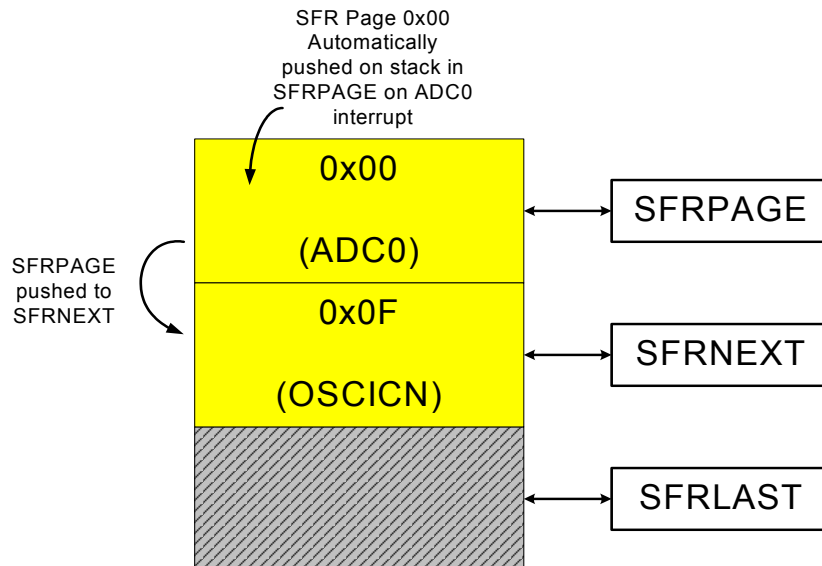 SFR Page 0x00
Automatically
pushed on stack in
SFRPAGE on ADC0
interrupt
0x00
(ADC0)
SFRPAGE
SFRPAGE
pushed to
SFRNEXT
0x0F
(OSCICN)
SFRNEXT
SFRLAST